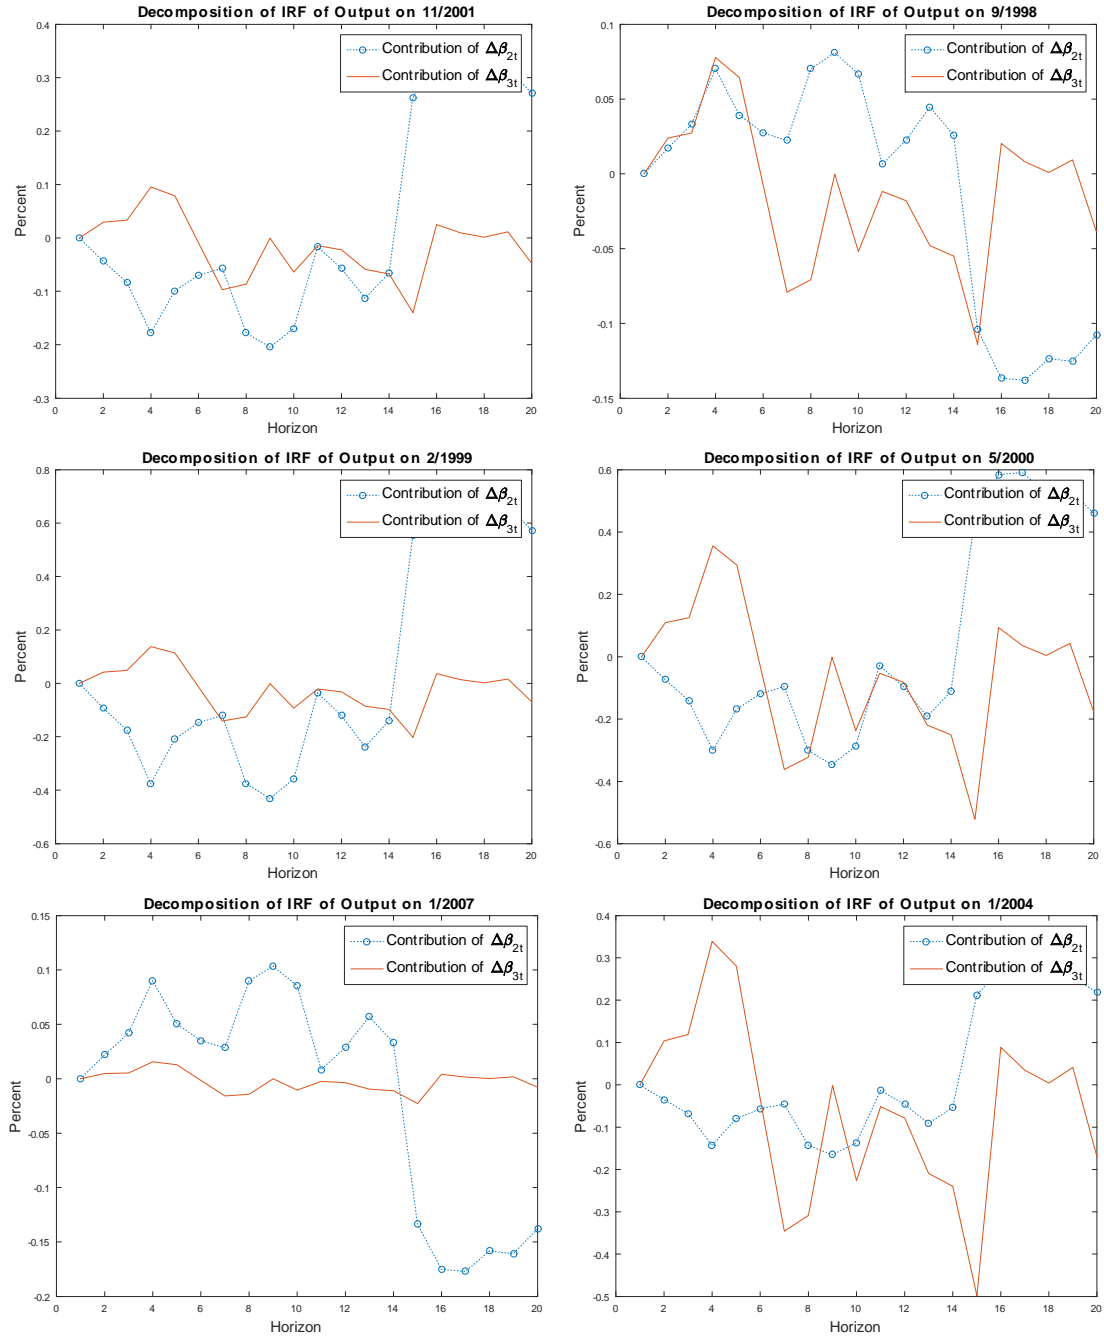 Decomposition of IRF of Output on 11/2001
0.4
0.3
0.2
0.1
0
-0.1
-0.2
-0.3
Percent
Contribution of Δβ2t
Contribution of Δβ3t
0 2 4 6 8 10 12 14 16 18 20
Horizon
Decomposition of IRF of Output on 9/1998
0.1
0.05
0
-0.05
-0.1
-0.15
Percent
Contribution of Δβ2t
Contribution of Δβ3t
0 2 4 6 8 10 12 14 16 18 20
Horizon
Decomposition of IRF of Output on 2/1999
0.8
0.6
0.4
0.2
0
-0.2
-0.4
-0.6
Percent
Contribution of Δβ2t
Contribution of Δβ3t
0 2 4 6 8 10 12 14 16 18 20
Horizon
Decomposition of IRF of Output on 5/2000
0.6
0.4
0.2
0
-0.2
-0.4
-0.6
Percent
Contribution of Δβ2t
Contribution of Δβ3t
0 2 4 6 8 10 12 14 16 18 20
Horizon
Decomposition of IRF of Output on 1/2007
0.15
0.1
0.05
0
-0.05
-0.1
-0.15
-0.2
Percent
Contribution of Δβ2t
Contribution of Δβ3t
0 2 4 6 8 10 12 14 16 18 20
Horizon
Decomposition of IRF of Output on 1/2004
0.4
0.3
0.2
0.1
0
-0.1
-0.2
-0.3
-0.4
-0.5
Percent
Contribution of Δβ2t
Contribution of Δβ3t
0 2 4 6 8 10 12 14 16 18 20
Horizon